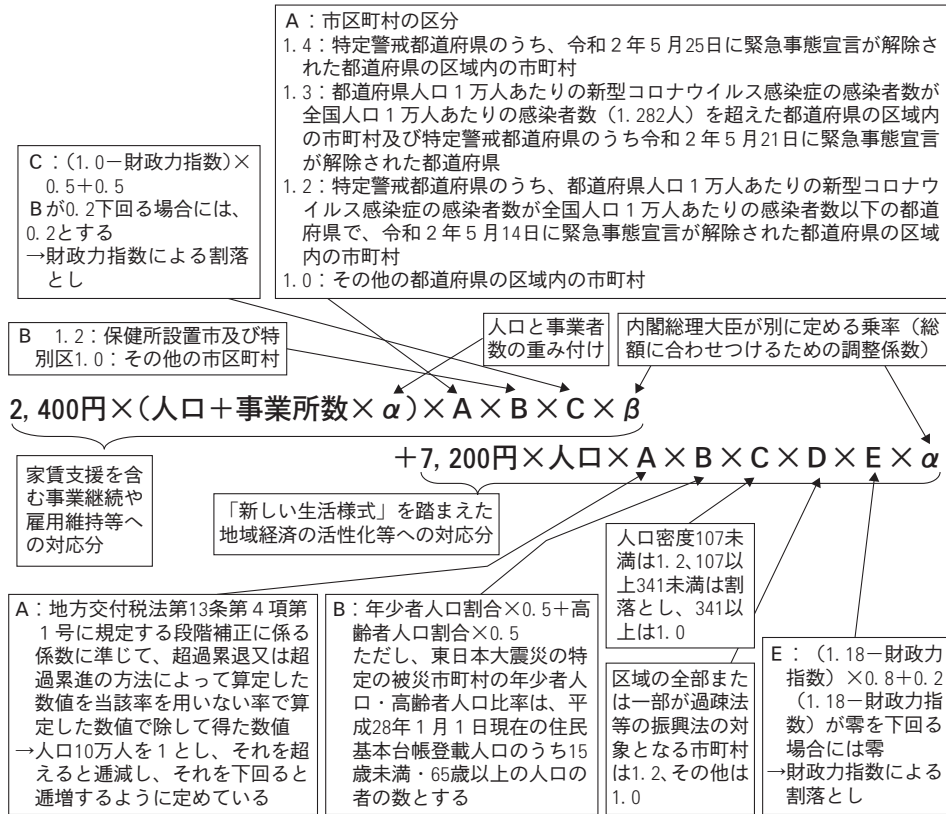 A：市区町村の区分
1.4：特定警戒都道府県のうち、令和２年５月25日に緊急事態宣言が解除さ
れた都道府県の区域内の市町村
1.3：都道府県人口１万人あたりの新型コロナウイルス感染症の感染者数が
全国人口１万人あたりの感染者数（1.282人）を超えた都道府県の区域内
の市町村及び特定警戒都道府県のうち令和２年５月21日に緊急事態宣言
が解除された都道府県
1.2：特定警戒都道府県のうち、都道府県人口１万人あたりの新型コロナウ
イルス感染症の感染者数が全国人口１万人あたりの感染者数以下の都道
府県で、令和２年５月14日に緊急事態宣言が解除された都道府県の区域
内の市町村
1.0：その他の都道府県の区域内の市町村
C：(1.0－財政力指数)×
0.5＋0.5
Bが0.2下回る場合には、
0.2とする
→財政力指数による割落
とし
B　1.2：保健所設置市及び特
別区1.0：その他の市区町村
人口と事業者
数の重み付け
内閣総理大臣が別に定める乗率（総
額に合わせつけるための調整係数）
2,400円×(人口＋事業所数×α)×A×B×C×β
＋7,200円×人口×A×B×C×D×E×α
家賃支援を含
む事業継続や
雇用維持等へ
の対応分
「新しい生活様式」を踏まえた
地域経済の活性化等への対応分
A：地方交付税法第13条第４項第
１号に規定する段階補正に係る
係数に準じて、超過累退又は超
過累進の方法によって算定した
数値を当該率を用いない率で算
定した数値で除して得た数値
→人口10万人を１とし、それを超
えると逓減し、それを下回ると
逓増するように定めている
B：年少者人口割合×0.5＋高
齢者人口割合×0.5
ただし、東日本大震災の特
定の被災市町村の年少者人
口・高齢者人口比率は、平
成28年１月１日現在の住民
基本台帳登載人口のうち15
歳未満・65歳以上の人口の
者の数とする
人口密度107未
満は1.2、107以
上341未満は割
落とし、341以
上は1.0
区域の全部また
は一部が過疎法
等の振興法の対
象となる市町村
は1.2、その他は
1.0
E：（1.18－財政力
指数）×0.8＋0.2
（1.18－財政力指
数）が零を下回る
場合には零
→財政力指数による
割落とし